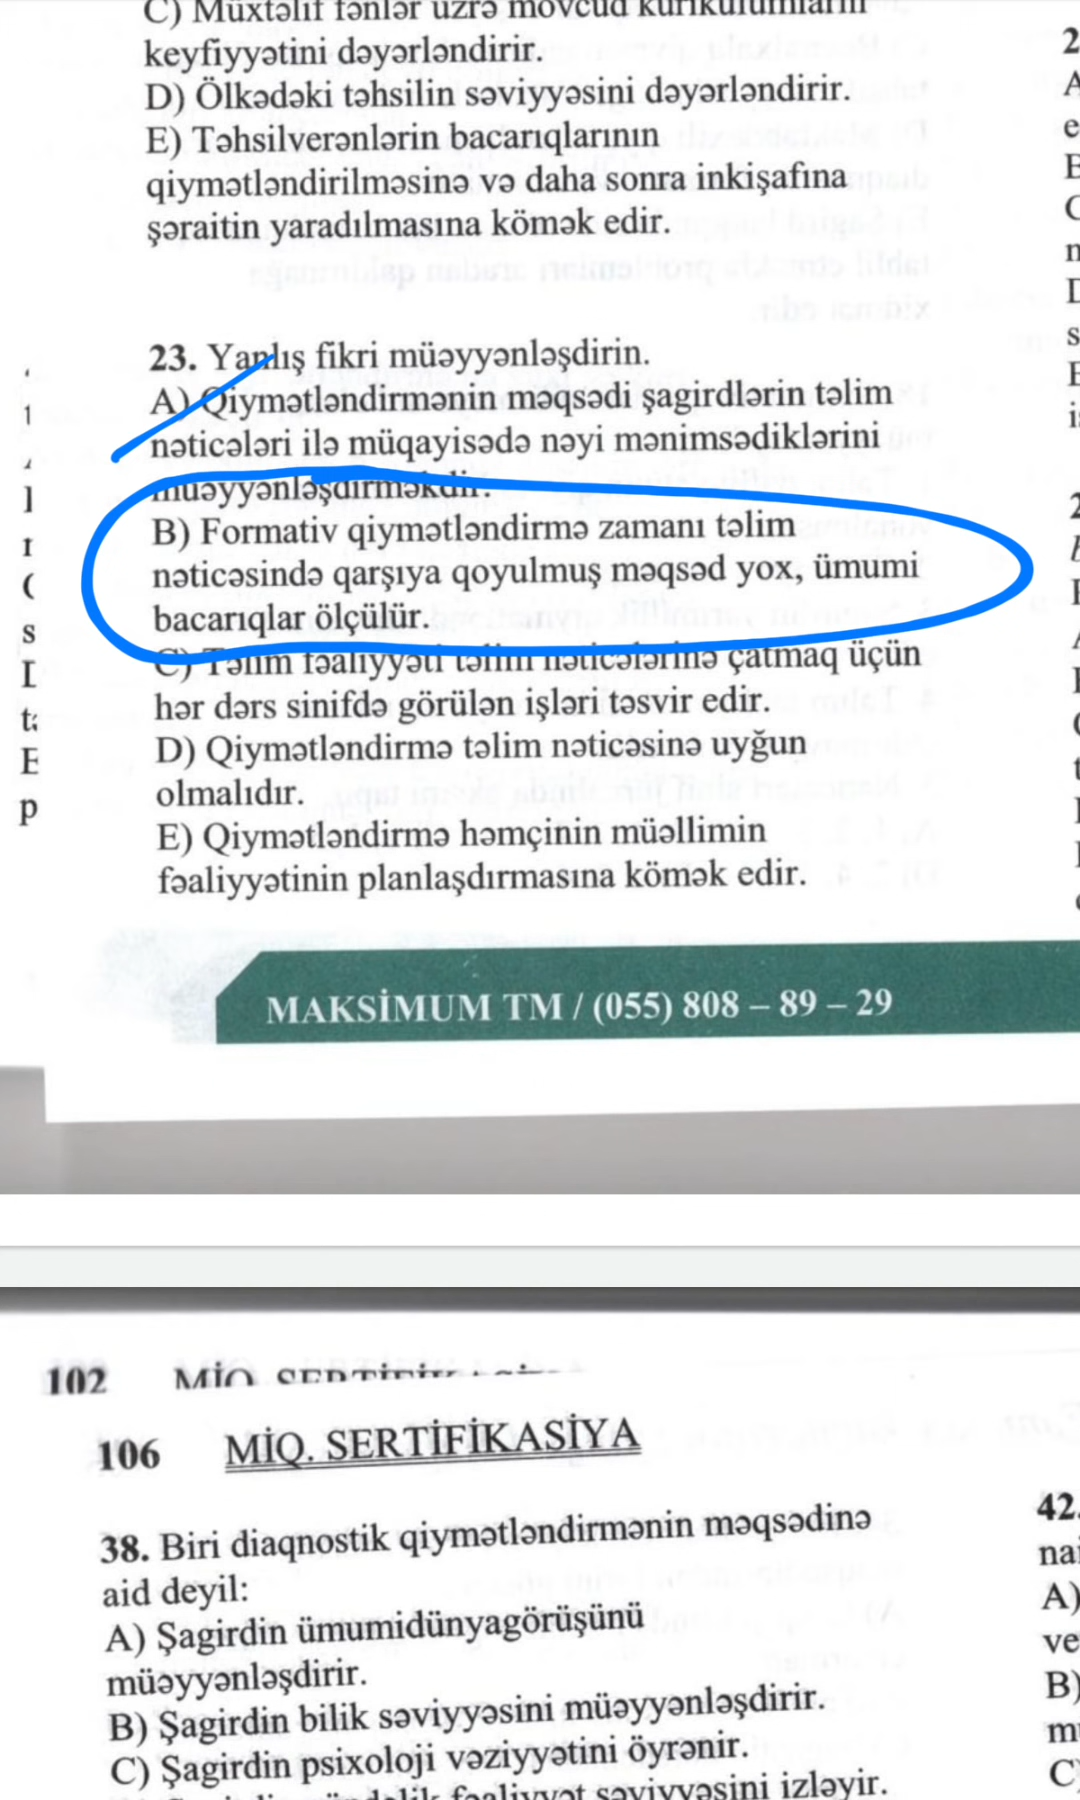 C) Müxtəlif fənlər üzrə mövcud kurikulumların
keyfiyyətini dəyərləndirir.
D) Ölkədəki təhsilin səviyyəsini dəyərləndirir.
E) Təhsilverənlərin bacarıqlarının
qiymətləndirilməsinə və daha sonra inkişafına
şəraitin yaradılmasına kömək edir.
23. Yanlış fikri müəyyənləşdirin.
A) Qiymətləndirmənin məqsədi şagirdlərin təlim
nəticələri ilə müqayisədə nəyi mənimsədiklərini
müəyyənləşdirməkdir.
B) Formativ qiymətləndirmə zamanı təlim
nəticəsində qarşıya qoyulmuş məqsəd yox, ümumi
bacarıqlar ölçülür.
C) Təlim fəaliyyəti təlim nəticələrinə çatmaq üçün
hər dərs sinifdə görülən işləri təsvir edir.
D) Qiymətləndirmə təlim nəticəsinə uyğun
olmalıdır.
E) Qiymətləndirmə həmçinin müəllimin
fəaliyyətinin planlaşdırmasına kömək edir.
MAKSİMUM TM / (055) 808 – 89 – 29
102 MİQ
106 MİQ. SERTİFİKASİYA
38. Biri diaqnostik qiymətləndirmənin məqsədinə
aid deyil:
A) Şagirdin ümumidünyagörüşünü
müəyyənləşdirir.
B) Şagirdin bilik səviyyəsini müəyyənləşdirir.
C) Şagirdin psixoloji vəziyyətini öyrənir.
fəaliyyət səviyyəsini izləyir.
42.
A)
B)
C